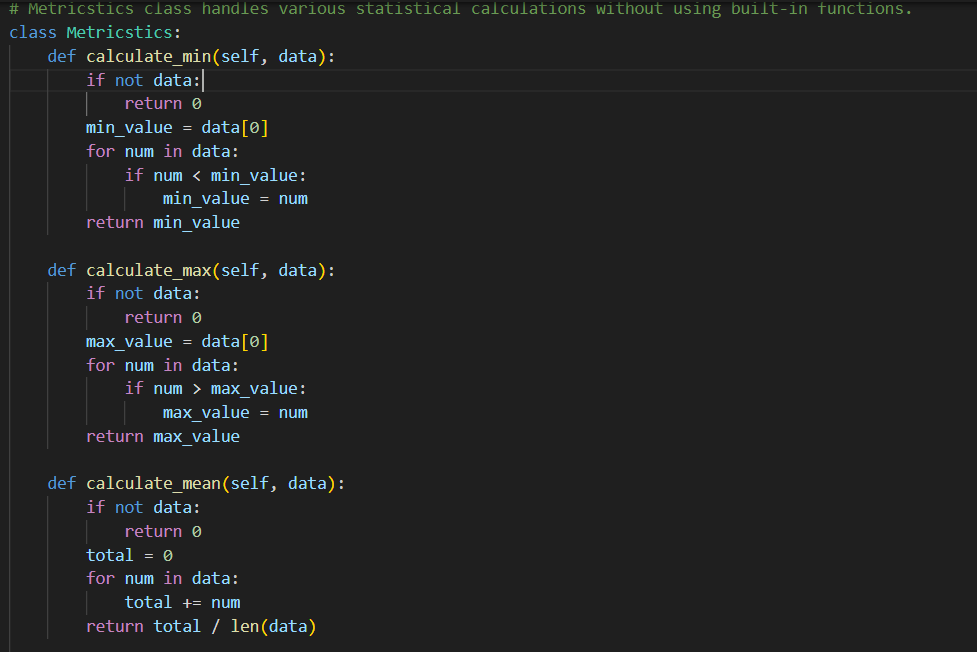 # Metricstics class handles various statistical calculations without using built-in functions.
class Metricstics:
    def calculate_min(self, data):
        if not data:
            return 0
        min_value = data[0]
        for num in data:
            if num < min_value:
                min_value = num
        return min_value

    def calculate_max(self, data):
        if not data:
            return 0
        max_value = data[0]
        for num in data:
            if num > max_value:
                max_value = num
        return max_value

    def calculate_mean(self, data):
        if not data:
            return 0
        total = 0
        for num in data:
            total += num
        return total / len(data)